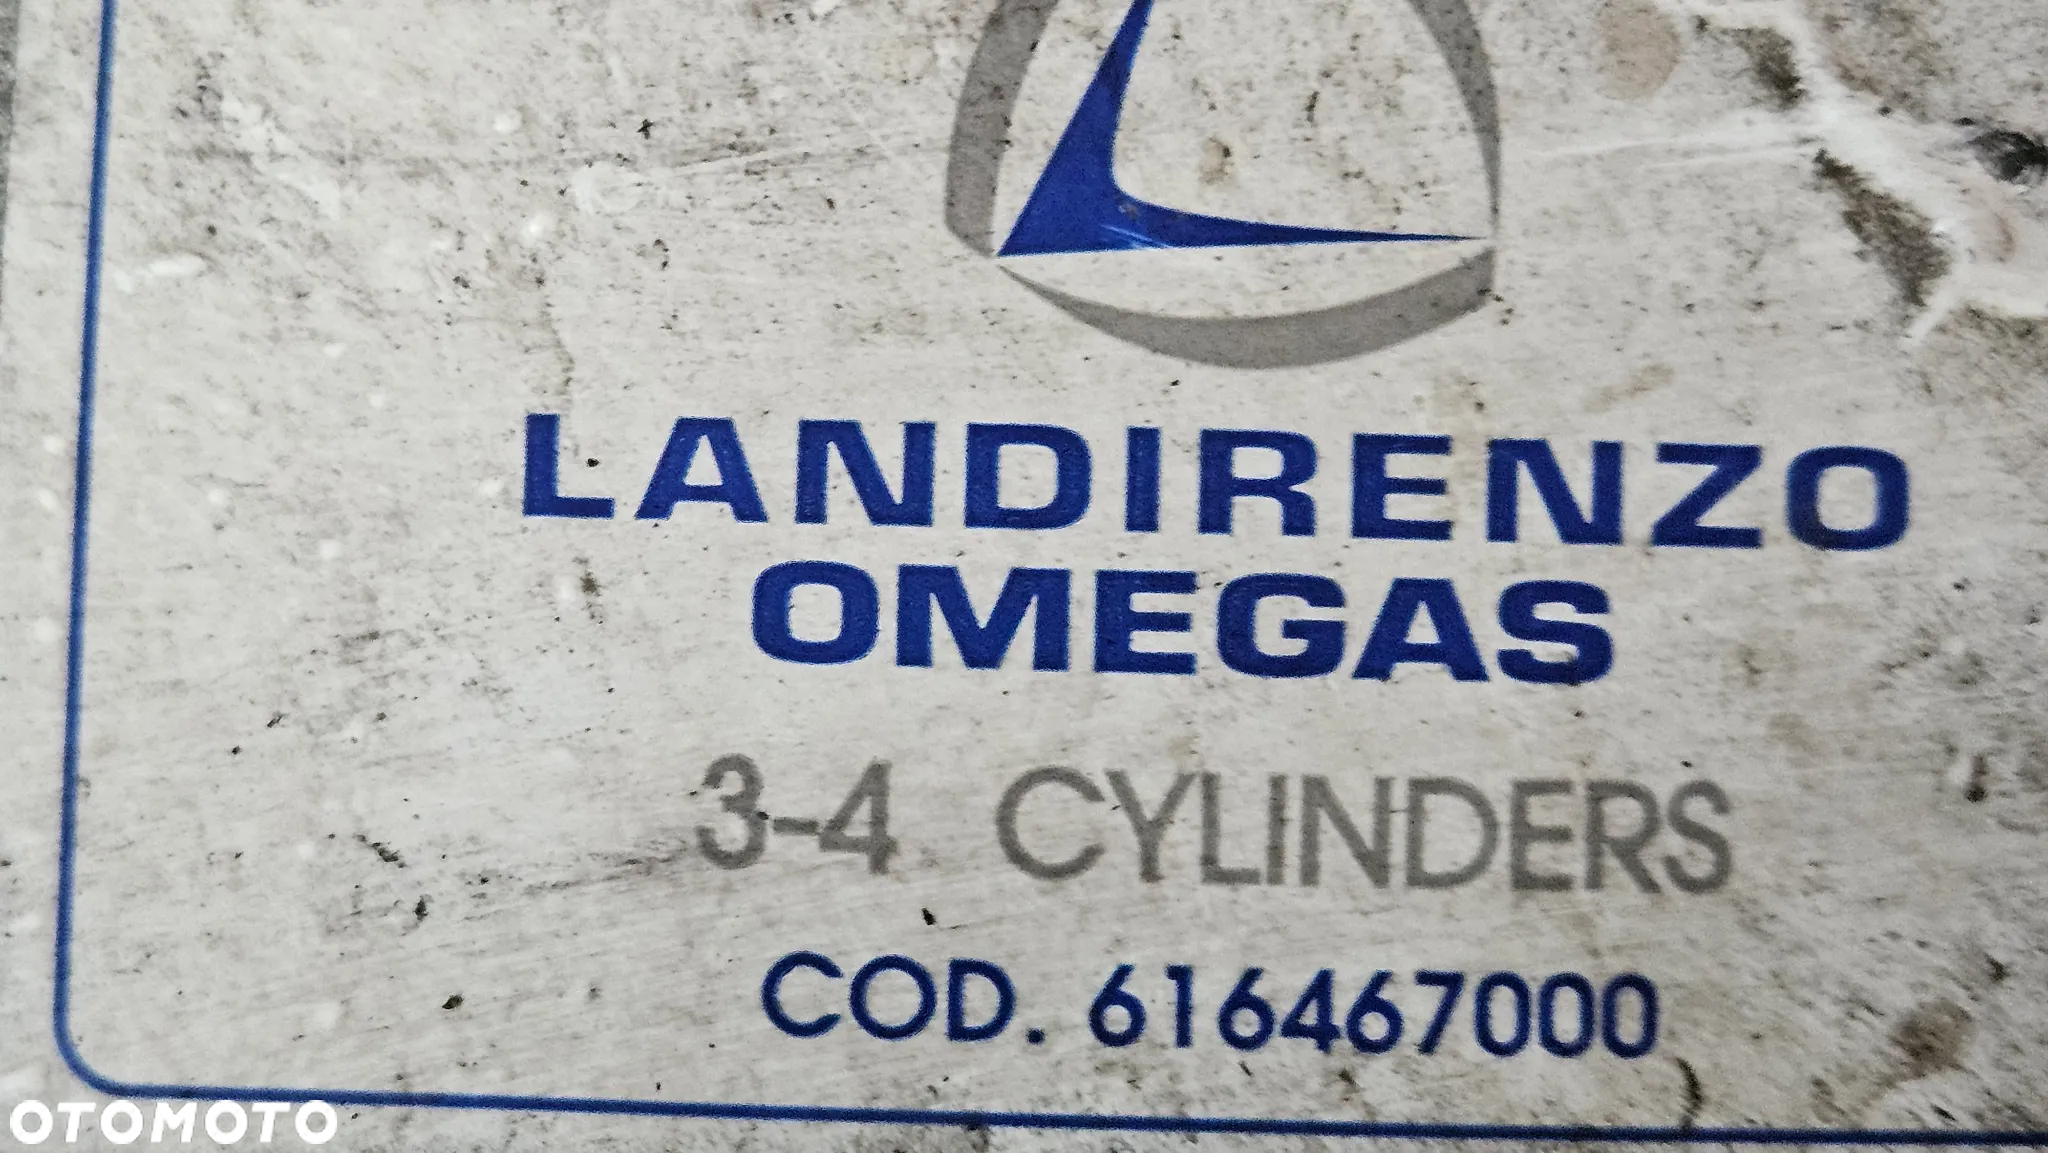 LANDIRENZO
OMEGAS
3-4 CYLINDERS
COD. 616467000
OTOMOTO